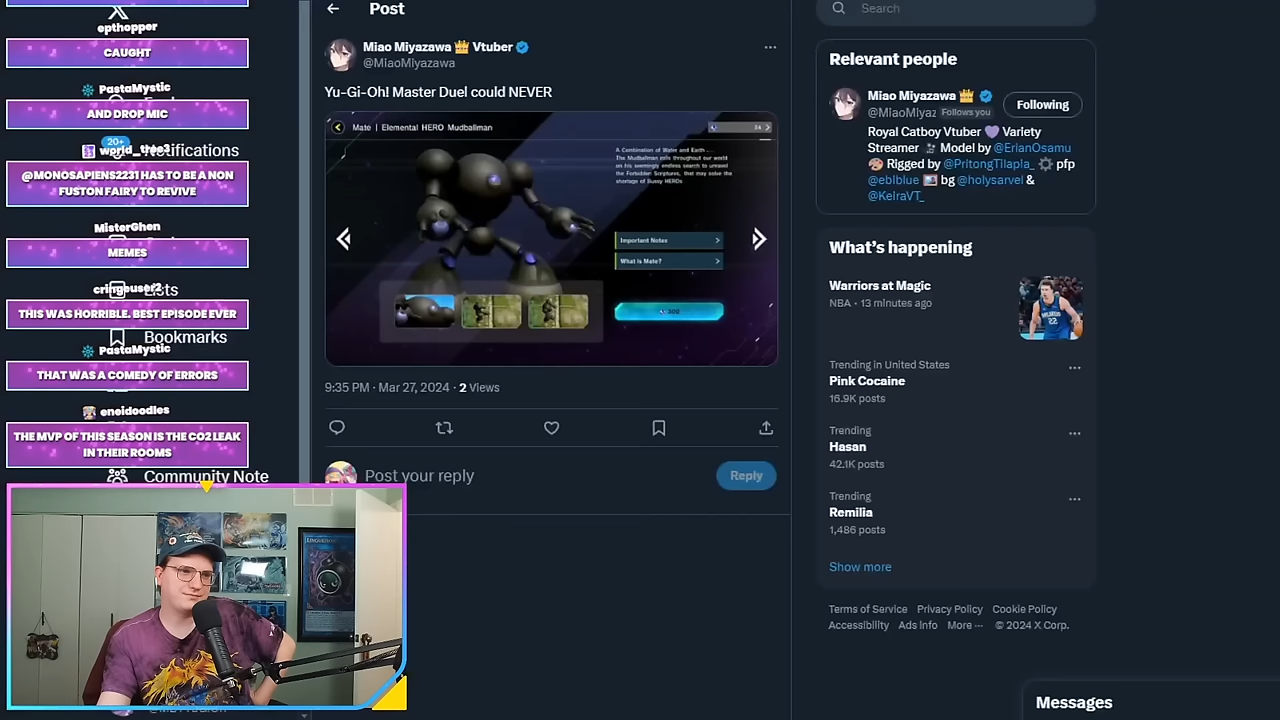 epthopper
CAUGHT
PastaMystic
AND DROP MIC
20+
@MONOSAPIENS2231 HAS TO BE A NON
FUSTON FAIRY TO REVIVE
MisterGhen
MEMES
cringeuser2
THIS WAS HORRIBLE. BEST EPISODE EVER
Bookmarks
PastaMystic
THAT WAS A COMEDY OF ERRORS
eneidoodles
THE MVP OF THIS SEASON IS THE CO2 LEAK
IN THEIR ROOMS
Community Note
Post
Miao Miyazawa 👑 Vtuber
@MiaoMiyazawa
Yu-Gi-Oh! Master Duel could NEVER
Mate | Elemental HERO Mudballman
A Combination of Water and Earth ...
The Mudballman rolls throughout our world
on his seemingly endless search to unravel
the Forbidden Scriptures, that may solve the
shortage of Bussy HEROs
Important Notes
What is Mate?
9:35 PM · Mar 27, 2024 · 2 Views
Post your reply
Reply
Search
Relevant people
Miao Miyazawa 👑
@MiaoMiyaz Follows you
Following
Royal Catboy Vtuber 💜 Variety
Streamer Model by @ErianOsamu
🎨 Rigged by @PritongTilapia_ ⚙️ pfp
@eblblue 🖼️ bg @holysarvei &
@KeiraVT_
What's happening
Warriors at Magic
NBA · 13 minutes ago
Trending in United States
Pink Cocaine
16.9K posts
Trending
Hasan
42.1K posts
Trending
Remilia
1,486 posts
Show more
Terms of Service Privacy Policy Cookie Policy
Accessibility Ads info More ··· © 2024 X Corp.
Messages